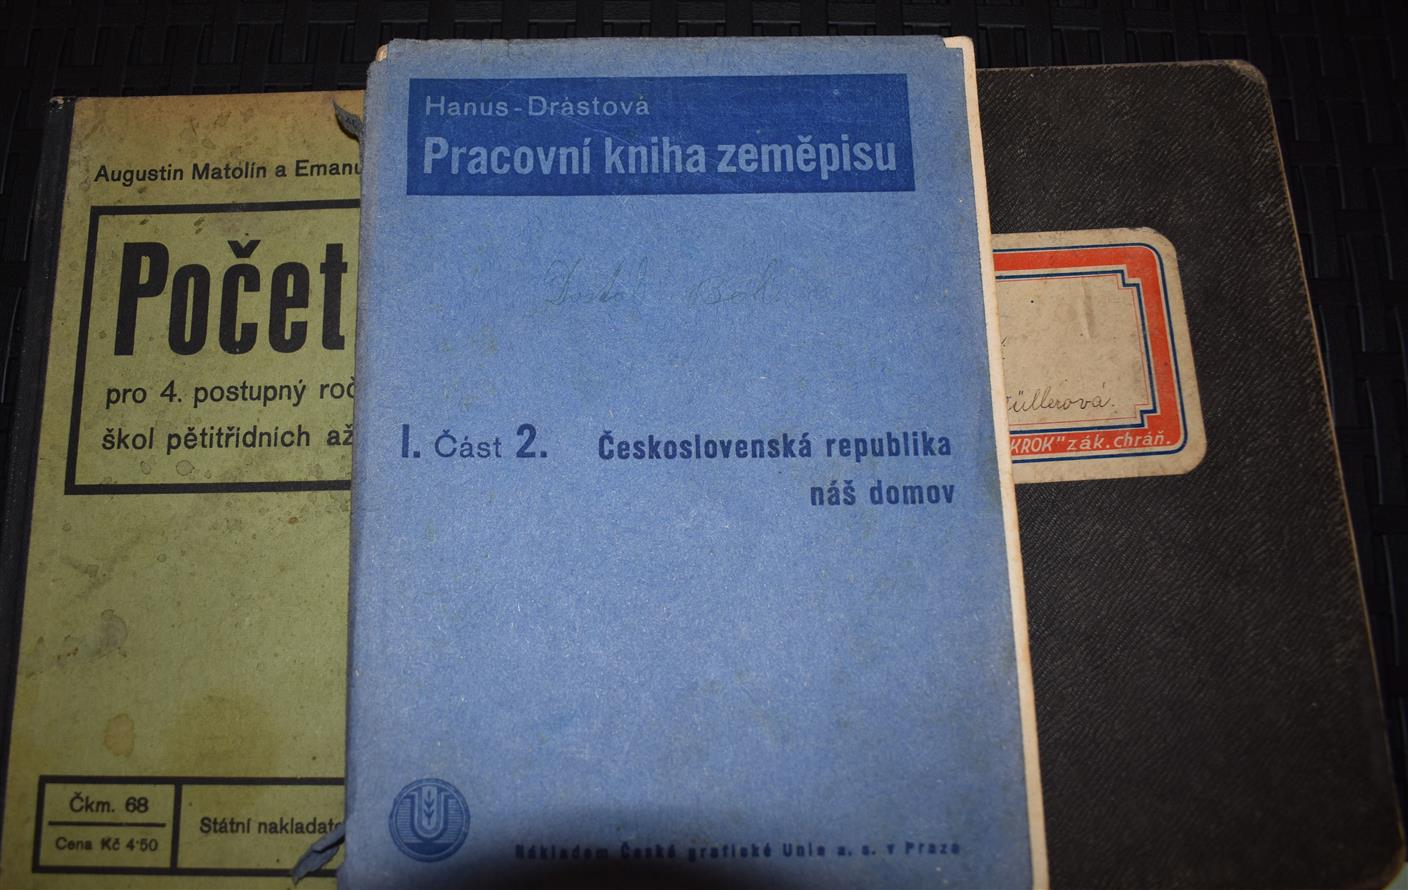 Augustin Matolín a Emanu
Počet
pro 4. postupný roč
škol pětitřídních až
Čkm. 68
Cena Kč 4·50
Státní nakladate
Hanus-Drástová
Pracovní kniha zeměpisu
I. Část 2. Československá republika
náš domov
Nákladem České grafické Unie a. s. v Praze
üllerová.
KROK" zák. chráň.